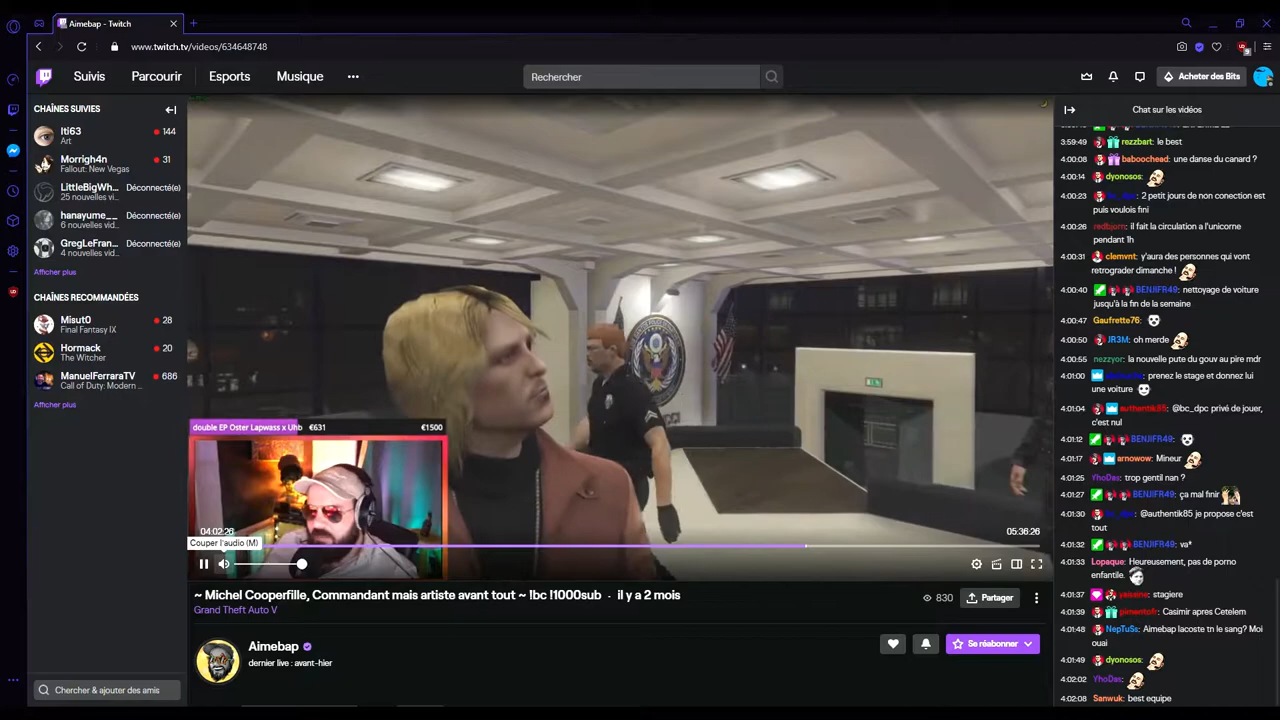 Aimebap - Twitch
www.twitch.tv/videos/634648748
Suivis
Parcourir
Esports
Musique
Rechercher
Acheter des Bits
CHAÎNES SUIVIES
Iti63
144
Art
Morrigh4n
31
Fallout: New Vegas
LittleBigWh...
Déconnecté(e)
25 nouvelles vi...
hanayume__
Déconnecté(e)
6 nouvelles vid...
GregLeFran...
Déconnecté(e)
4 nouvelles vid...
Afficher plus
CHAÎNES RECOMMANDÉES
Misut0
28
Final Fantasy IX
Hormack
20
The Witcher
ManuelFerraraTV
686
Call of Duty: Modern ...
Afficher plus
Chercher & ajouter des amis
double EP Oster Lapwass x Uhb €631 €1500
04:02:26
05:36:26
Couper l'audio (M)
~ Michel Cooperfille, Commandant mais artiste avant tout ~ !bc !1000sub · il y a 2 mois
Grand Theft Auto V
830
Partager
Aimebap
dernier live : avant-hier
Se réabonner
Chat sur les vidéos
3:59:49 rezzbart: le best
4:00:08 baboochead: une danse du canard ?
4:00:14 dyonosos:
4:00:23 bc_dpc: 2 petit jours de non conection est
puis voulois fini
4:00:26 redbjorn: il fait la circulation a l'unicorne
pendant 1h
4:00:31 clemvnt: y'aura des personnes qui vont
retrograder dimanche !
4:00:40 BENJIFR49: nettoyage de voiture
jusqu'à la fin de la semaine
4:00:47 Gaufrette76:
4:00:50 JR3M: oh merde
4:00:55 nezzyor: la nouvelle pute du gouv au pire mdr
4:01:00 prenez le stage et donnez lui
une voiture
4:01:04 authentik85: @bc_dpc privé de jouer,
c'est nul
4:01:12 BENJIFR49:
4:01:17 arnowow: Mineur
YhoDas: trop gentil nan ?
4:01:27 BENJIFR49: ça mal fnir
4:01:30 bc_dpc: @authentik85 je propose c'est
tout
4:01:32 BENJIFR49: va*
4:01:33 Lopaque: Heureusement, pas de porno
enfantile.
4:01:37 stagiere
4:01:39 pimentofr: Casimir apres Cetelem
4:01:48 NepTuSs: Aimebap lacoste tn le sang? Moi
ouai
4:01:49 dyonosos:
4:02:02 YhoDas:
4:02:08 Sanwuk: best equipe